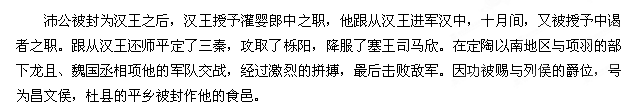 沛公被封为汉王之后，汉王授予灌婴郎中之职，他跟从汉王进军汉中，十月间，又被授予中谒
者之职。跟从汉王还师平定了三秦，攻取了栎阳，降服了塞王司马欣。在定陶以南地区与项羽的部
下龙且、魏国丞相项他的军队交战，经过激烈的拼搏，最后击败敌军。因功被赐与列侯的爵位，号
为昌文侯，杜县的平乡被封作他的食邑。